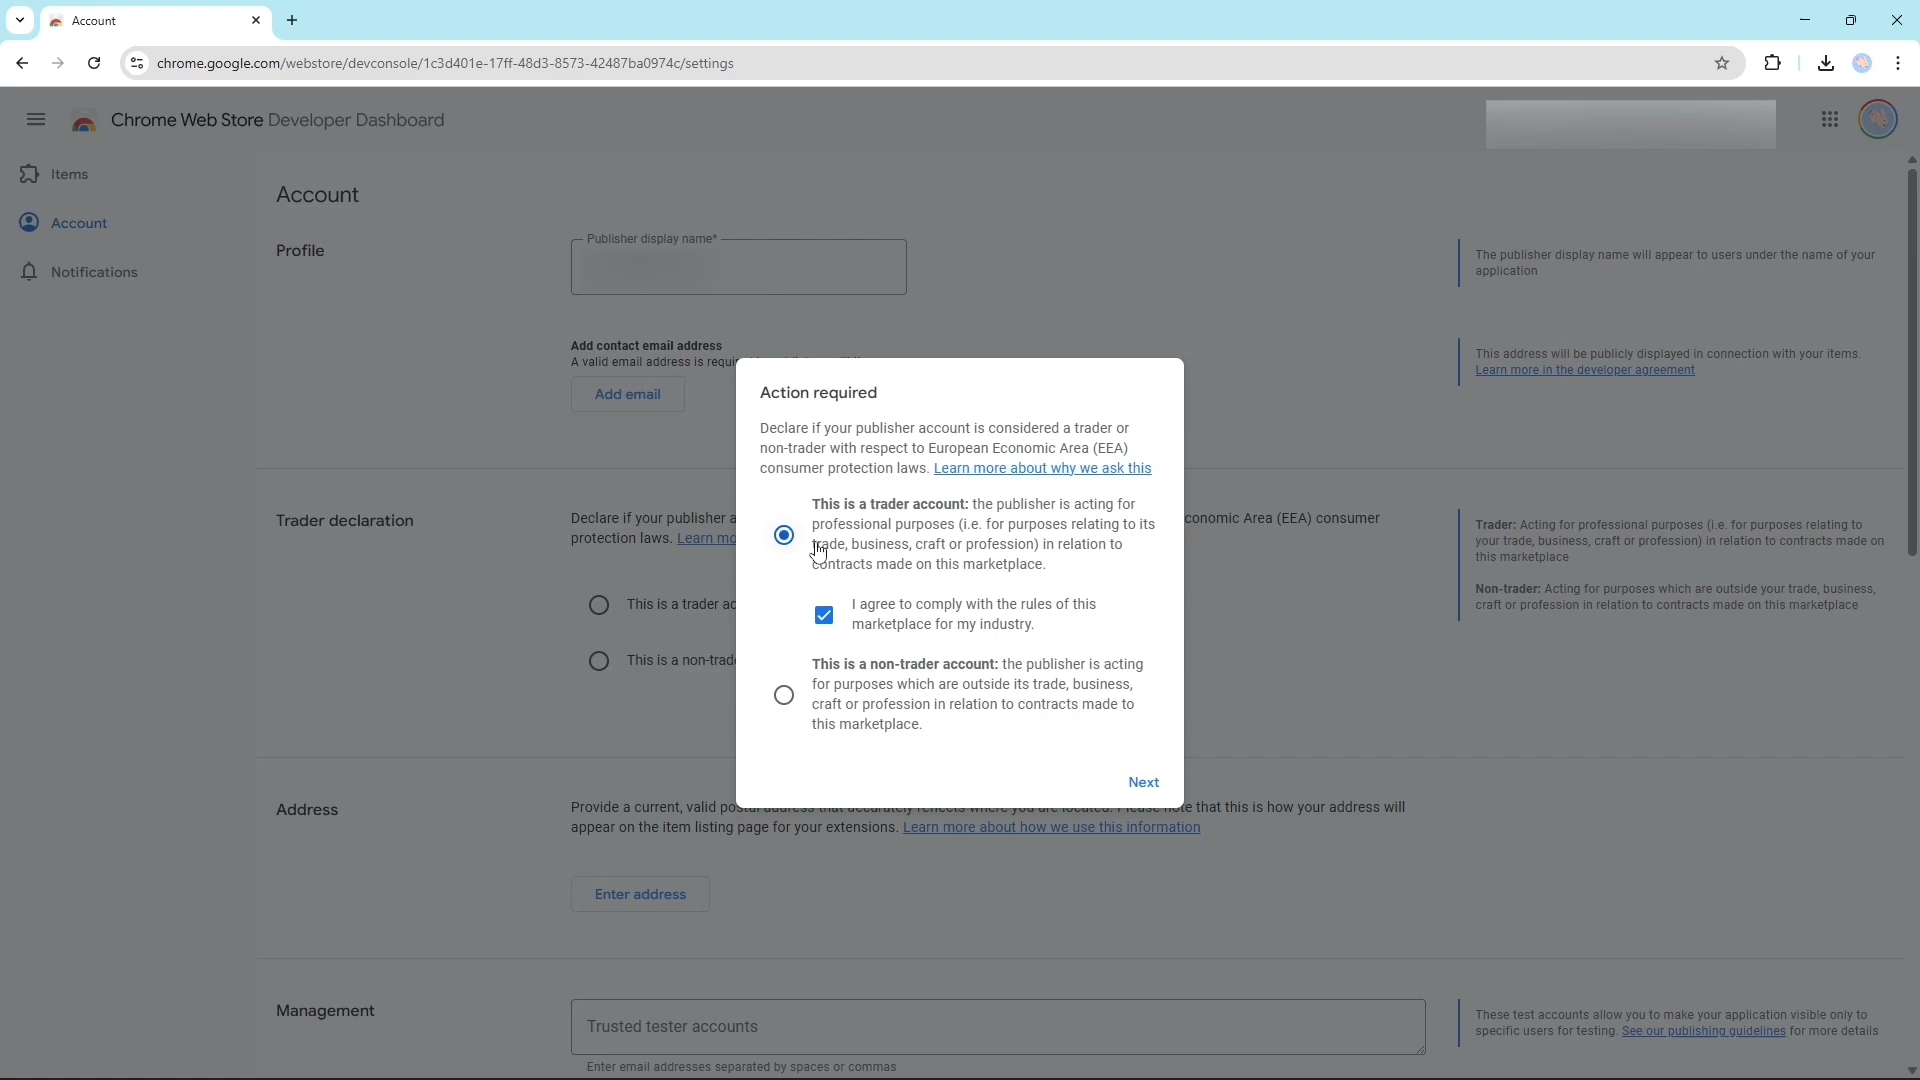 Account
chrome.google.com/webstore/devconsole/1c3d401e-17ff-48d3-8573-42487ba0974c/settings
Chrome Web Store Developer Dashboard
Items
Account
Notifications
Account
Profile
Publisher display name*
The publisher display name will appear to users under the name of your
application
Add contact email address
A valid email address is requir
Add email
This address will be publicly displayed in connection with your items.
Learn more in the developer agreement
Action required
Declare if your publisher account is considered a trader or
non-trader with respect to European Economic Area (EEA)
consumer protection laws. Learn more about why we ask this
This is a trader account: the publisher is acting for
professional purposes (i.e. for purposes relating to its
trade, business, craft or profession) in relation to
contracts made on this marketplace.
I agree to comply with the rules of this
marketplace for my industry.
This is a non-trader account: the publisher is acting
for purposes which are outside its trade, business,
craft or profession in relation to contracts made to
this marketplace.
Next
Trader declaration
Declare if your publisher a conomic Area (EEA) consumer
protection laws. Learn mo
This is a trader ac
This is a non-trad
Trader: Acting for professional purposes (i.e. for purposes relating to
your trade, business, craft or profession) in relation to contracts made on
this marketplace
Non-trader: Acting for purposes which are outside your trade, business,
craft or profession in relation to contracts made on this marketplace
Address
Provide a current, valid postal address that accurately reflects where you are located. Please note that this is how your address will
appear on the item listing page for your extensions. Learn more about how we use this information
Enter address
Management
Trusted tester accounts
Enter email addresses separated by spaces or commas
These test accounts allow you to make your application visible only to
specific users for testing. See our publishing guidelines for more details